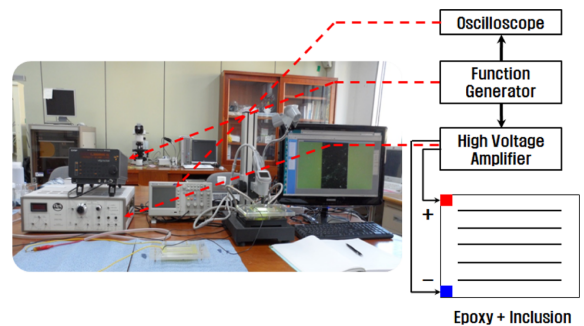 Oscilloscope
Function
Generator
High Voltage
Amplifier
+
−
Epoxy + Inclusion